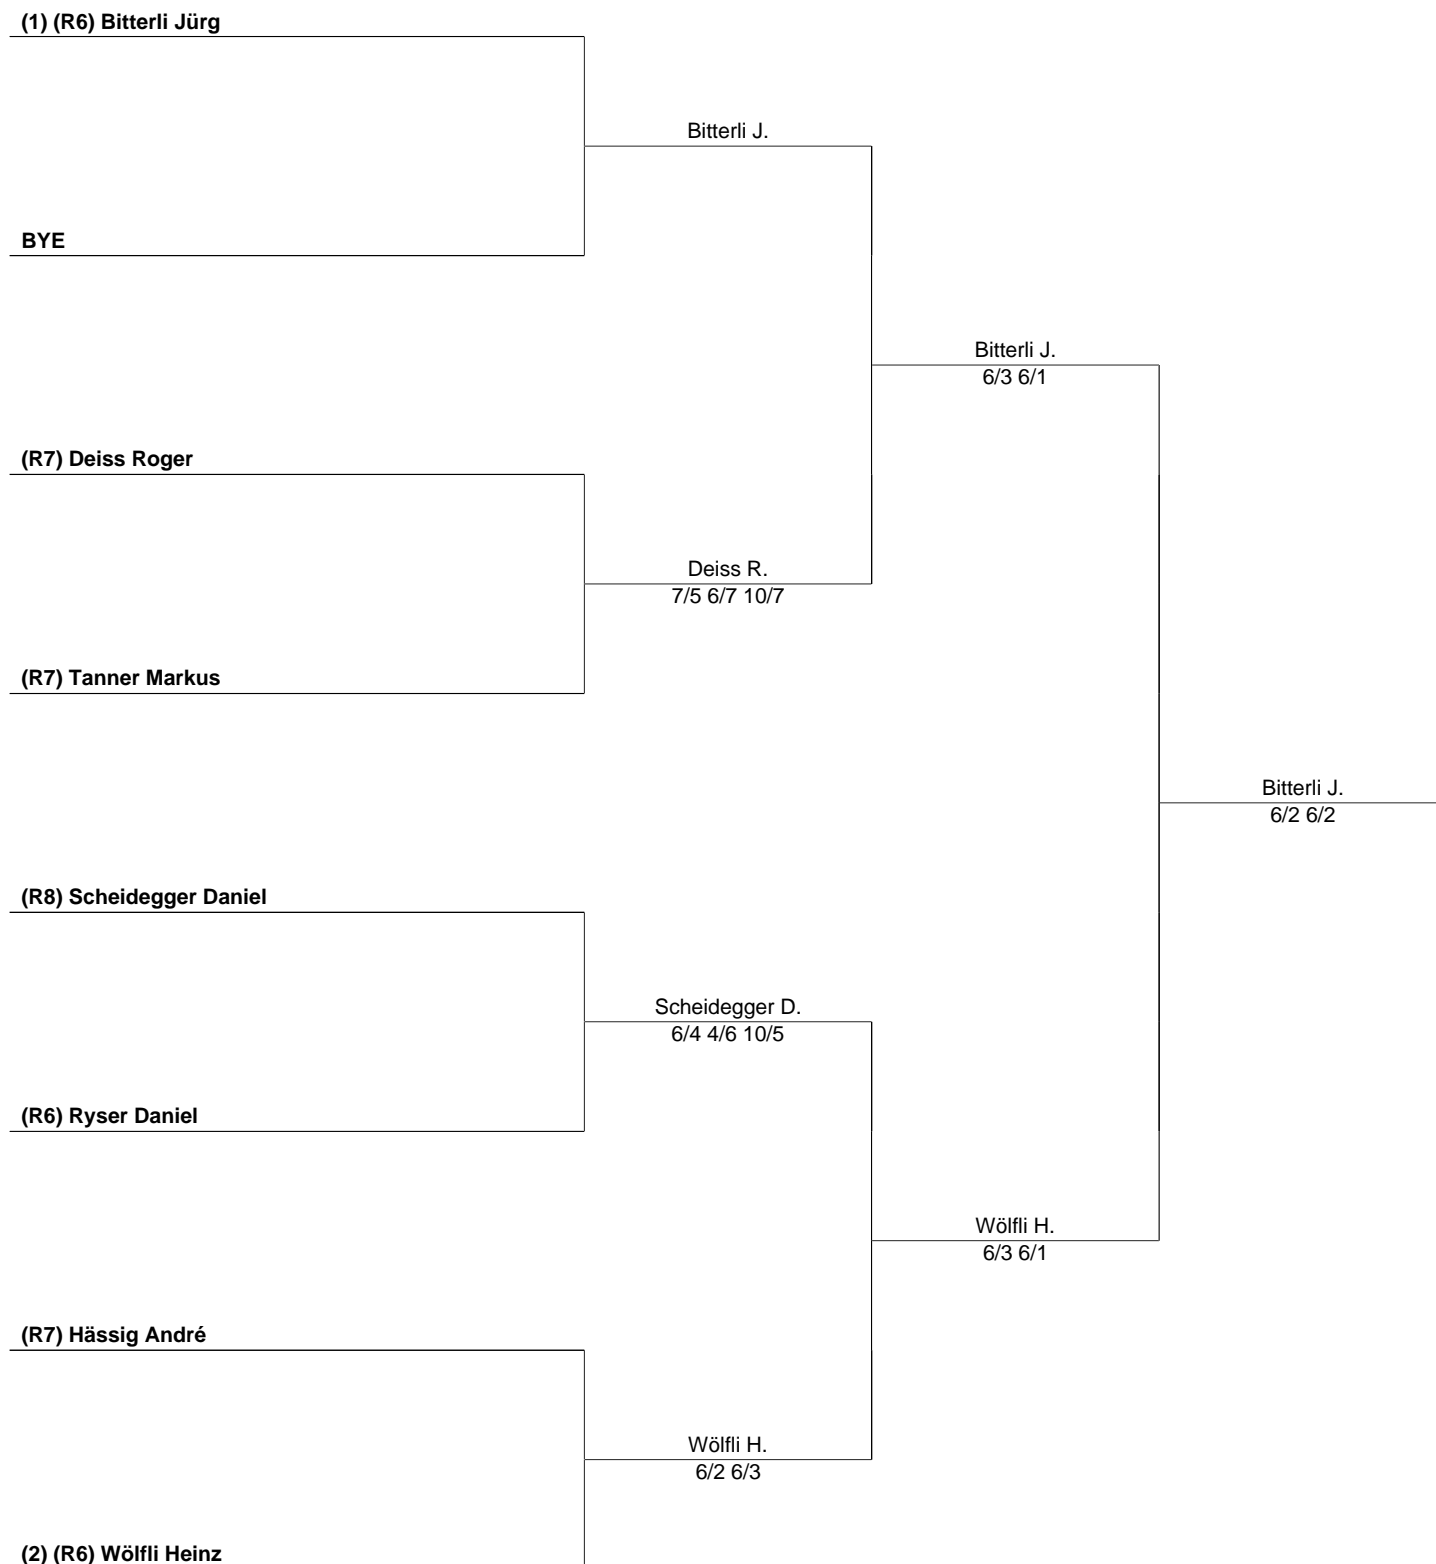 (1) (R6) Bitterli Jürg
Bitterli J.
BYE
Bitterli J.
6/3 6/1
(R7) Deiss Roger
Deiss R.
7/5 6/7 10/7
(R7) Tanner Markus
Bitterli J.
6/2 6/2
(R8) Scheidegger Daniel
Scheidegger D.
6/4 4/6 10/5
(R6) Ryser Daniel
Wölfli H.
6/3 6/1
(R7) Hässig André
Wölfli H.
6/2 6/3
(2) (R6) Wölfli Heinz